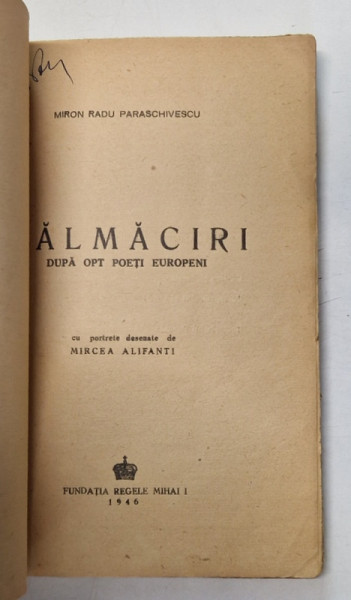 MIRON RADU PARASCHIVESCU
ĂLMĂCIRI
DUPĂ OPT POEȚI EUROPENI
cu portrete desenate de
MIRCEA ALIFANTI
FUNDAȚIA REGELE MIHAI I
1946